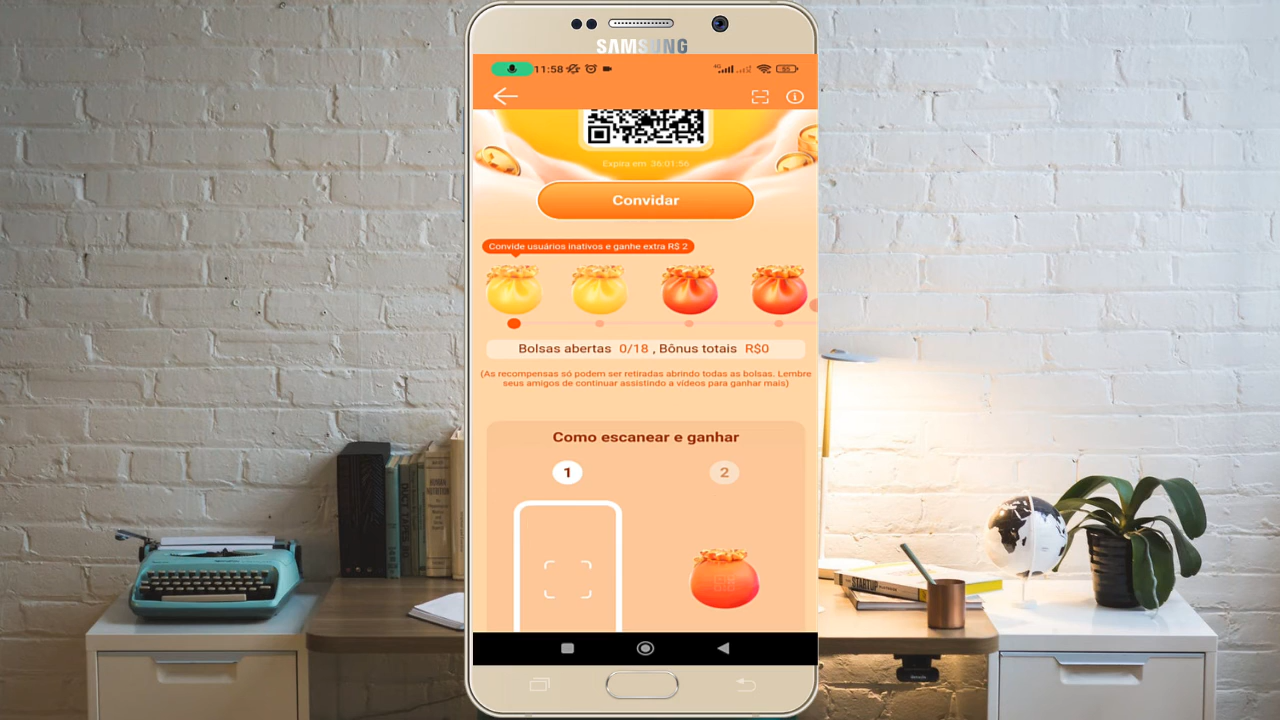 SAMSUNG
11:58
4G
Expira em 36:01:56
Convidar
Convide usuários inativos e ganhe extra R$ 2
Bolsas abertas 0/18 , Bônus totais R$0
(As recompensas só podem ser retiradas abrindo todas as bolsas. Lembre
seus amigos de continuar assistindo a vídeos para ganhar mais)
Como escanear e ganhar
1
2
STARTUP